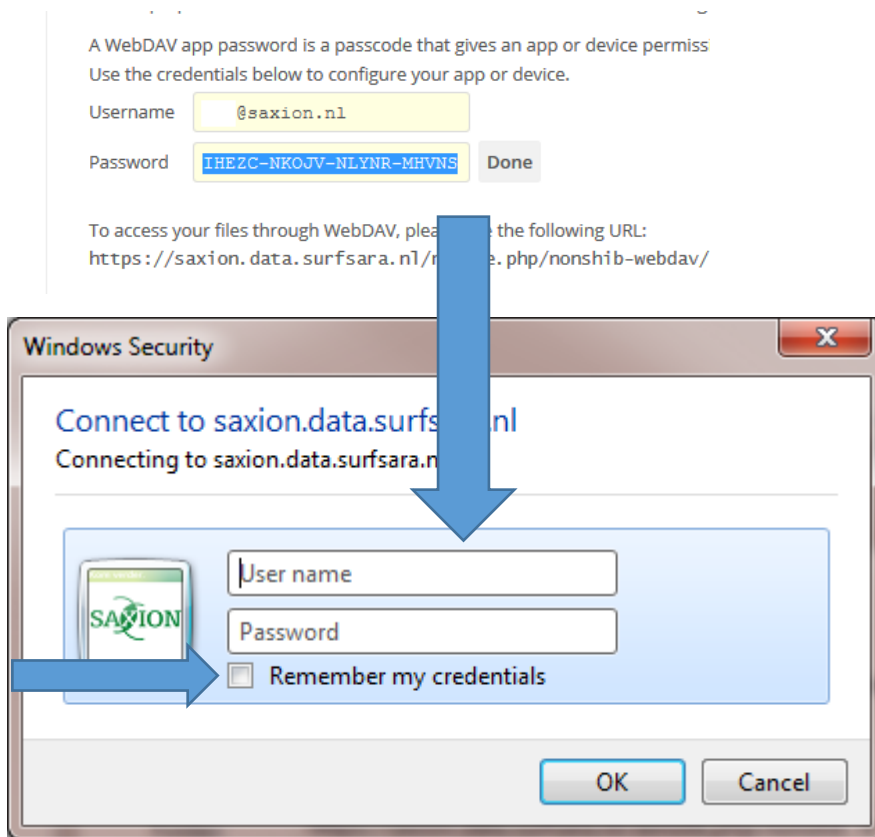 A WebDAV app password is a passcode that gives an app or device permiss
Use the credentials below to configure your app or device.
Username @saxion.nl
Password IHEZC-NKOJV-NLYNR-MHVNS Done
To access your files through WebDAV, plea the following URL:
https://saxion.data.surfsara.nl/r e.php/nonshib-webdav/
Windows Security
Connect to saxion.data.surfs .nl
Connecting to saxion.data.surfsara.n
User name
SAXION
Password
Remember my credentials
OK Cancel